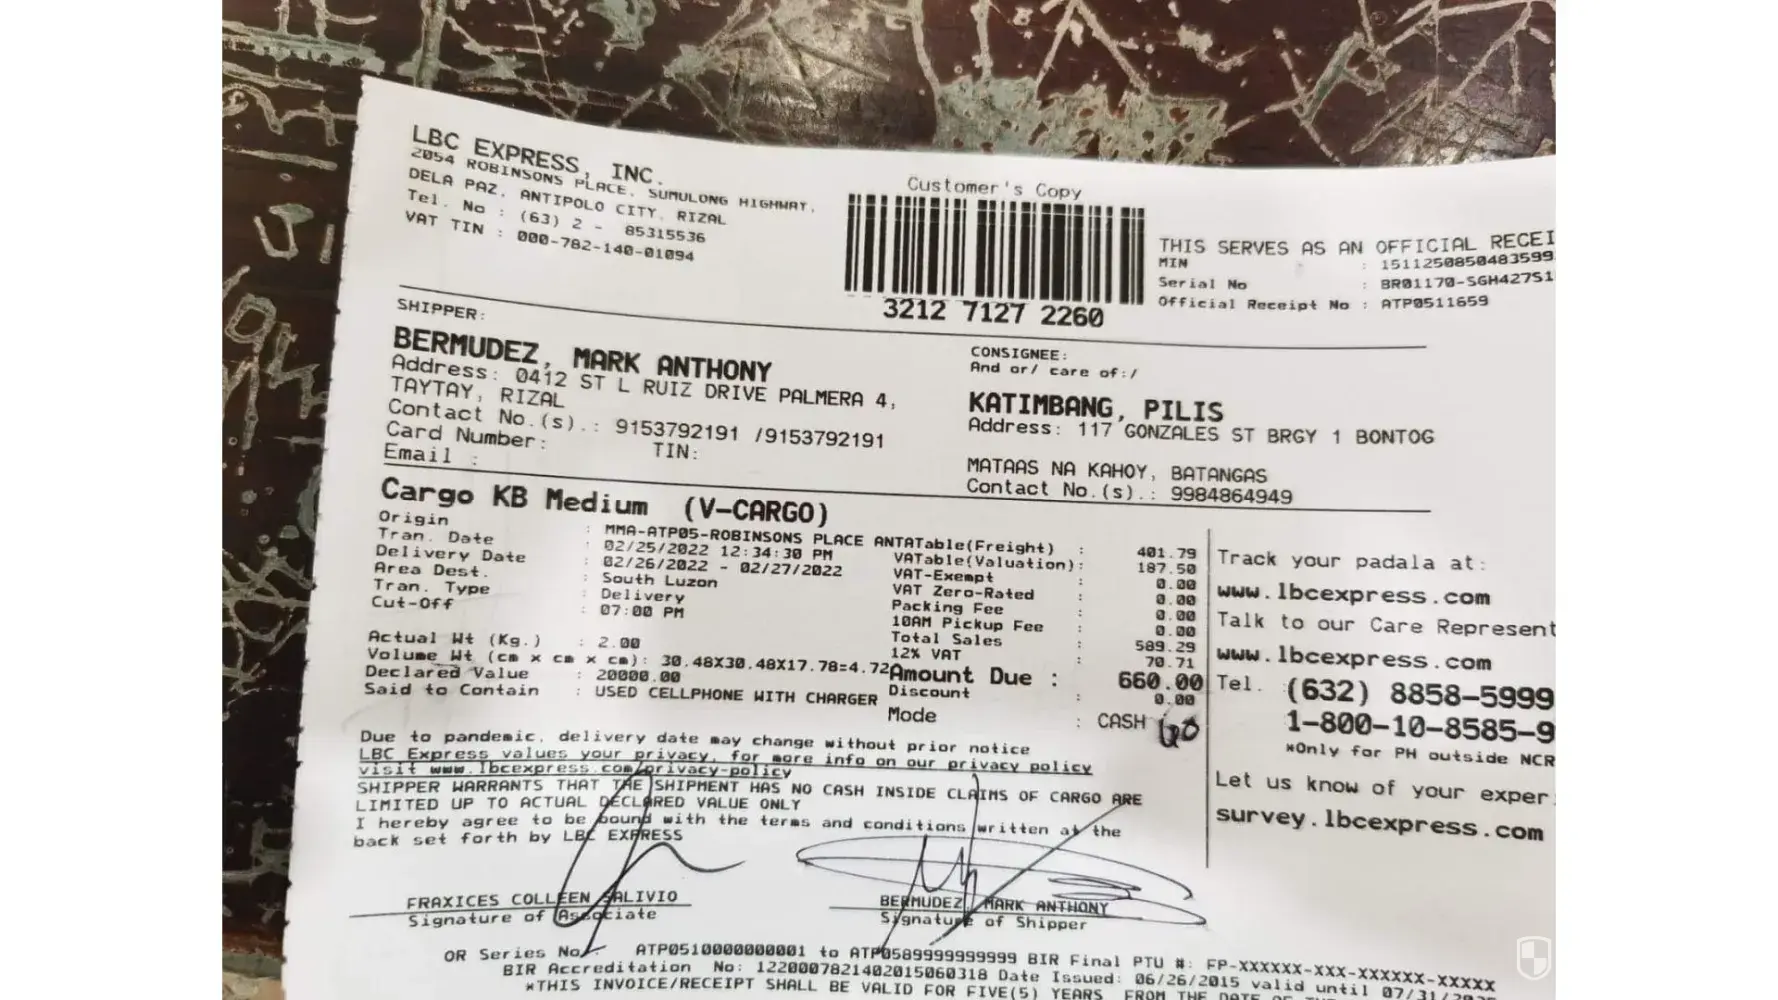 LBC EXPRESS, INC.
2054 ROBINSONS PLACE, SUMULONG HIGHWAY,
DELA PAZ, ANTIPOLO CITY, RIZAL
Tel. No : (63) 2 - 85315536
VAT TIN : 000-782-140-01094
Customer's Copy
3212 7127 2260
THIS SERVES AS AN OFFICIAL RECEI
MIN : 1511250850483599
Serial No : BR01170-SGH427S1
Official Receipt No : ATP0511659
SHIPPER:
BERMUDEZ, MARK ANTHONY
Address: 0412 ST L RUIZ DRIVE PALMERA 4,
TAYTAY, RIZAL
Contact No.(s).: 9153792191 /9153792191
Card Number: TIN:
Email :
CONSIGNEE:
And or/ care of:/
KATIMBANG, PILIS
Address: 117 GONZALES ST BRGY 1 BONTOG
MATAAS NA KAHOY, BATANGAS
Contact No.(s).: 9984864949
Cargo KB Medium (V-CARGO)
Origin : MMA-ATP05-ROBINSONS PLACE ANTA
Tran. Date : 02/25/2022 12:34:30 PM
Delivery Date : 02/26/2022 - 02/27/2022
Area Dest. : South Luzon
Tran. Type : Delivery
Cut-Off : 07:00 PM
Actual Wt (Kg.) : 2.00
Volume Wt (cm x cm x cm): 30.48X30.48X17.78=4.72
Declared Value : 20000.00
Said to Contain : USED CELLPHONE WITH CHARGER
Table(Freight) : 401.79
VATable(Valuation): 187.50
VAT-Exempt : 0.00
VAT Zero-Rated : 0.00
Packing Fee : 0.00
10AM Pickup Fee : 0.00
Total Sales : 589.29
12% VAT : 70.71
Amount Due : 660.00
Discount : 0.00
Mode : CASH
Track your padala at:
www.lbcexpress.com
Talk to our Care Represent
www.lbcexpress.com
Tel. (632) 8858-5999
1-800-10-8585-9
*Only for PH outside NCR
Let us know of your exper
survey.lbcexpress.com
Due to pandemic, delivery date may change without prior notice
LBC Express values your privacy, for more info on our privacy policy
visit www.lbcexpress.com/privacy-policy
SHIPPER WARRANTS THAT THE SHIPMENT HAS NO CASH INSIDE CLAIMS OF CARGO ARE
LIMITED UP TO ACTUAL DECLARED VALUE ONLY
I hereby agree to be bound with the terms and conditions written at the
back set forth by LBC EXPRESS
FRAXICES COLLEEN SALIVIO
Signature of Associate
BERMUDEZ, MARK ANTHONY
Signature of Shipper
OR Series No. ATP0510000000001 to ATP0589999999999 BIR Final PTU #: FP-XXXXXX-XXX-XXXXXX-XXXXX
BIR Accreditation No: 1220007821402015060318 Date Issued: 06/26/2015 valid until 07/31/
*THIS INVOICE/RECEIPT SHALL BE VALID FOR FIVE(5) YEARS FROM THE DATE OF